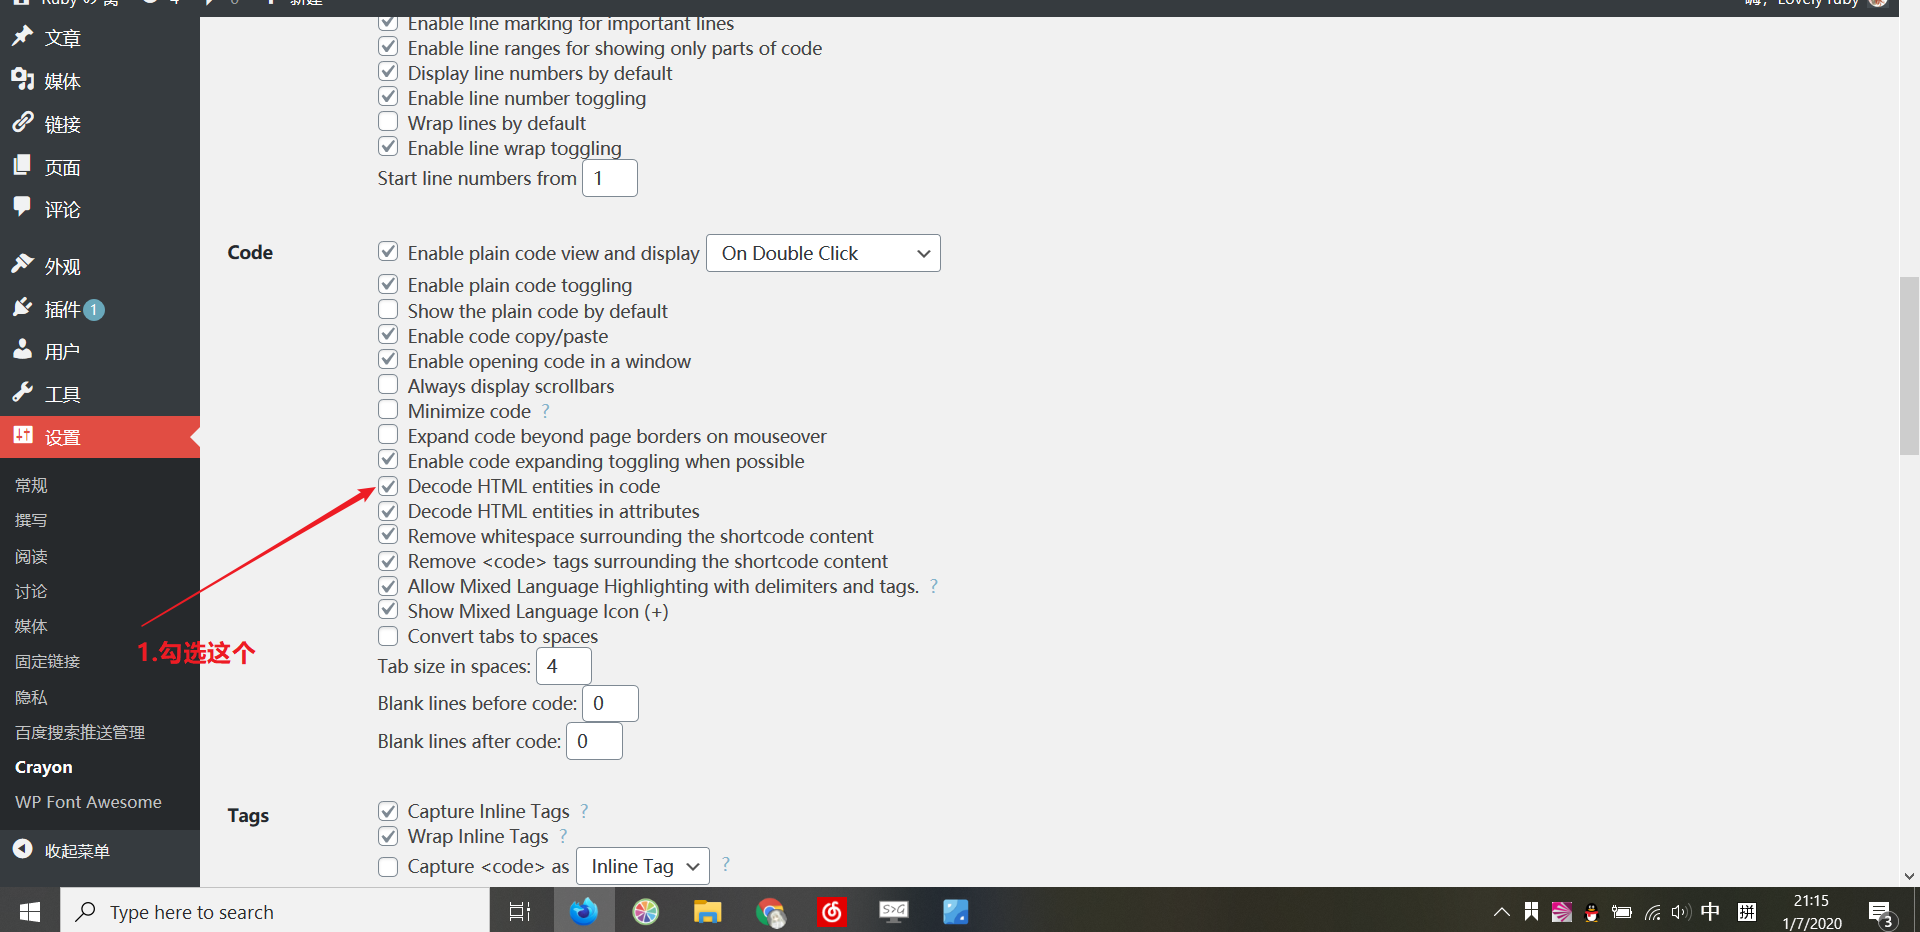 Ruby の 窝
4
0
新建
嗨，Lovely ruby
文章
媒体
链接
页面
评论
外观
插件 1
用户
工具
设置
常规
撰写
阅读
讨论
媒体
固定链接
隐私
百度搜索推送管理
Crayon
WP Font Awesome
收起菜单
Enable line marking for important lines
Enable line ranges for showing only parts of code
Display line numbers by default
Enable line number toggling
Wrap lines by default
Enable line wrap toggling
Start line numbers from 1
Code
Enable plain code view and display On Double Click
Enable plain code toggling
Show the plain code by default
Enable code copy/paste
Enable opening code in a window
Always display scrollbars
Minimize code ?
Expand code beyond page borders on mouseover
Enable code expanding toggling when possible
Decode HTML entities in code
Decode HTML entities in attributes
Remove whitespace surrounding the shortcode content
Remove <code> tags surrounding the shortcode content
Allow Mixed Language Highlighting with delimiters and tags. ?
Show Mixed Language Icon (+)
Convert tabs to spaces
Tab size in spaces: 4
Blank lines before code: 0
Blank lines after code: 0
1.勾选这个
Tags
Capture Inline Tags ?
Wrap Inline Tags ?
Capture <code> as Inline Tag ?
Type here to search
S>G
中
拼
21:15
1/7/2020
3